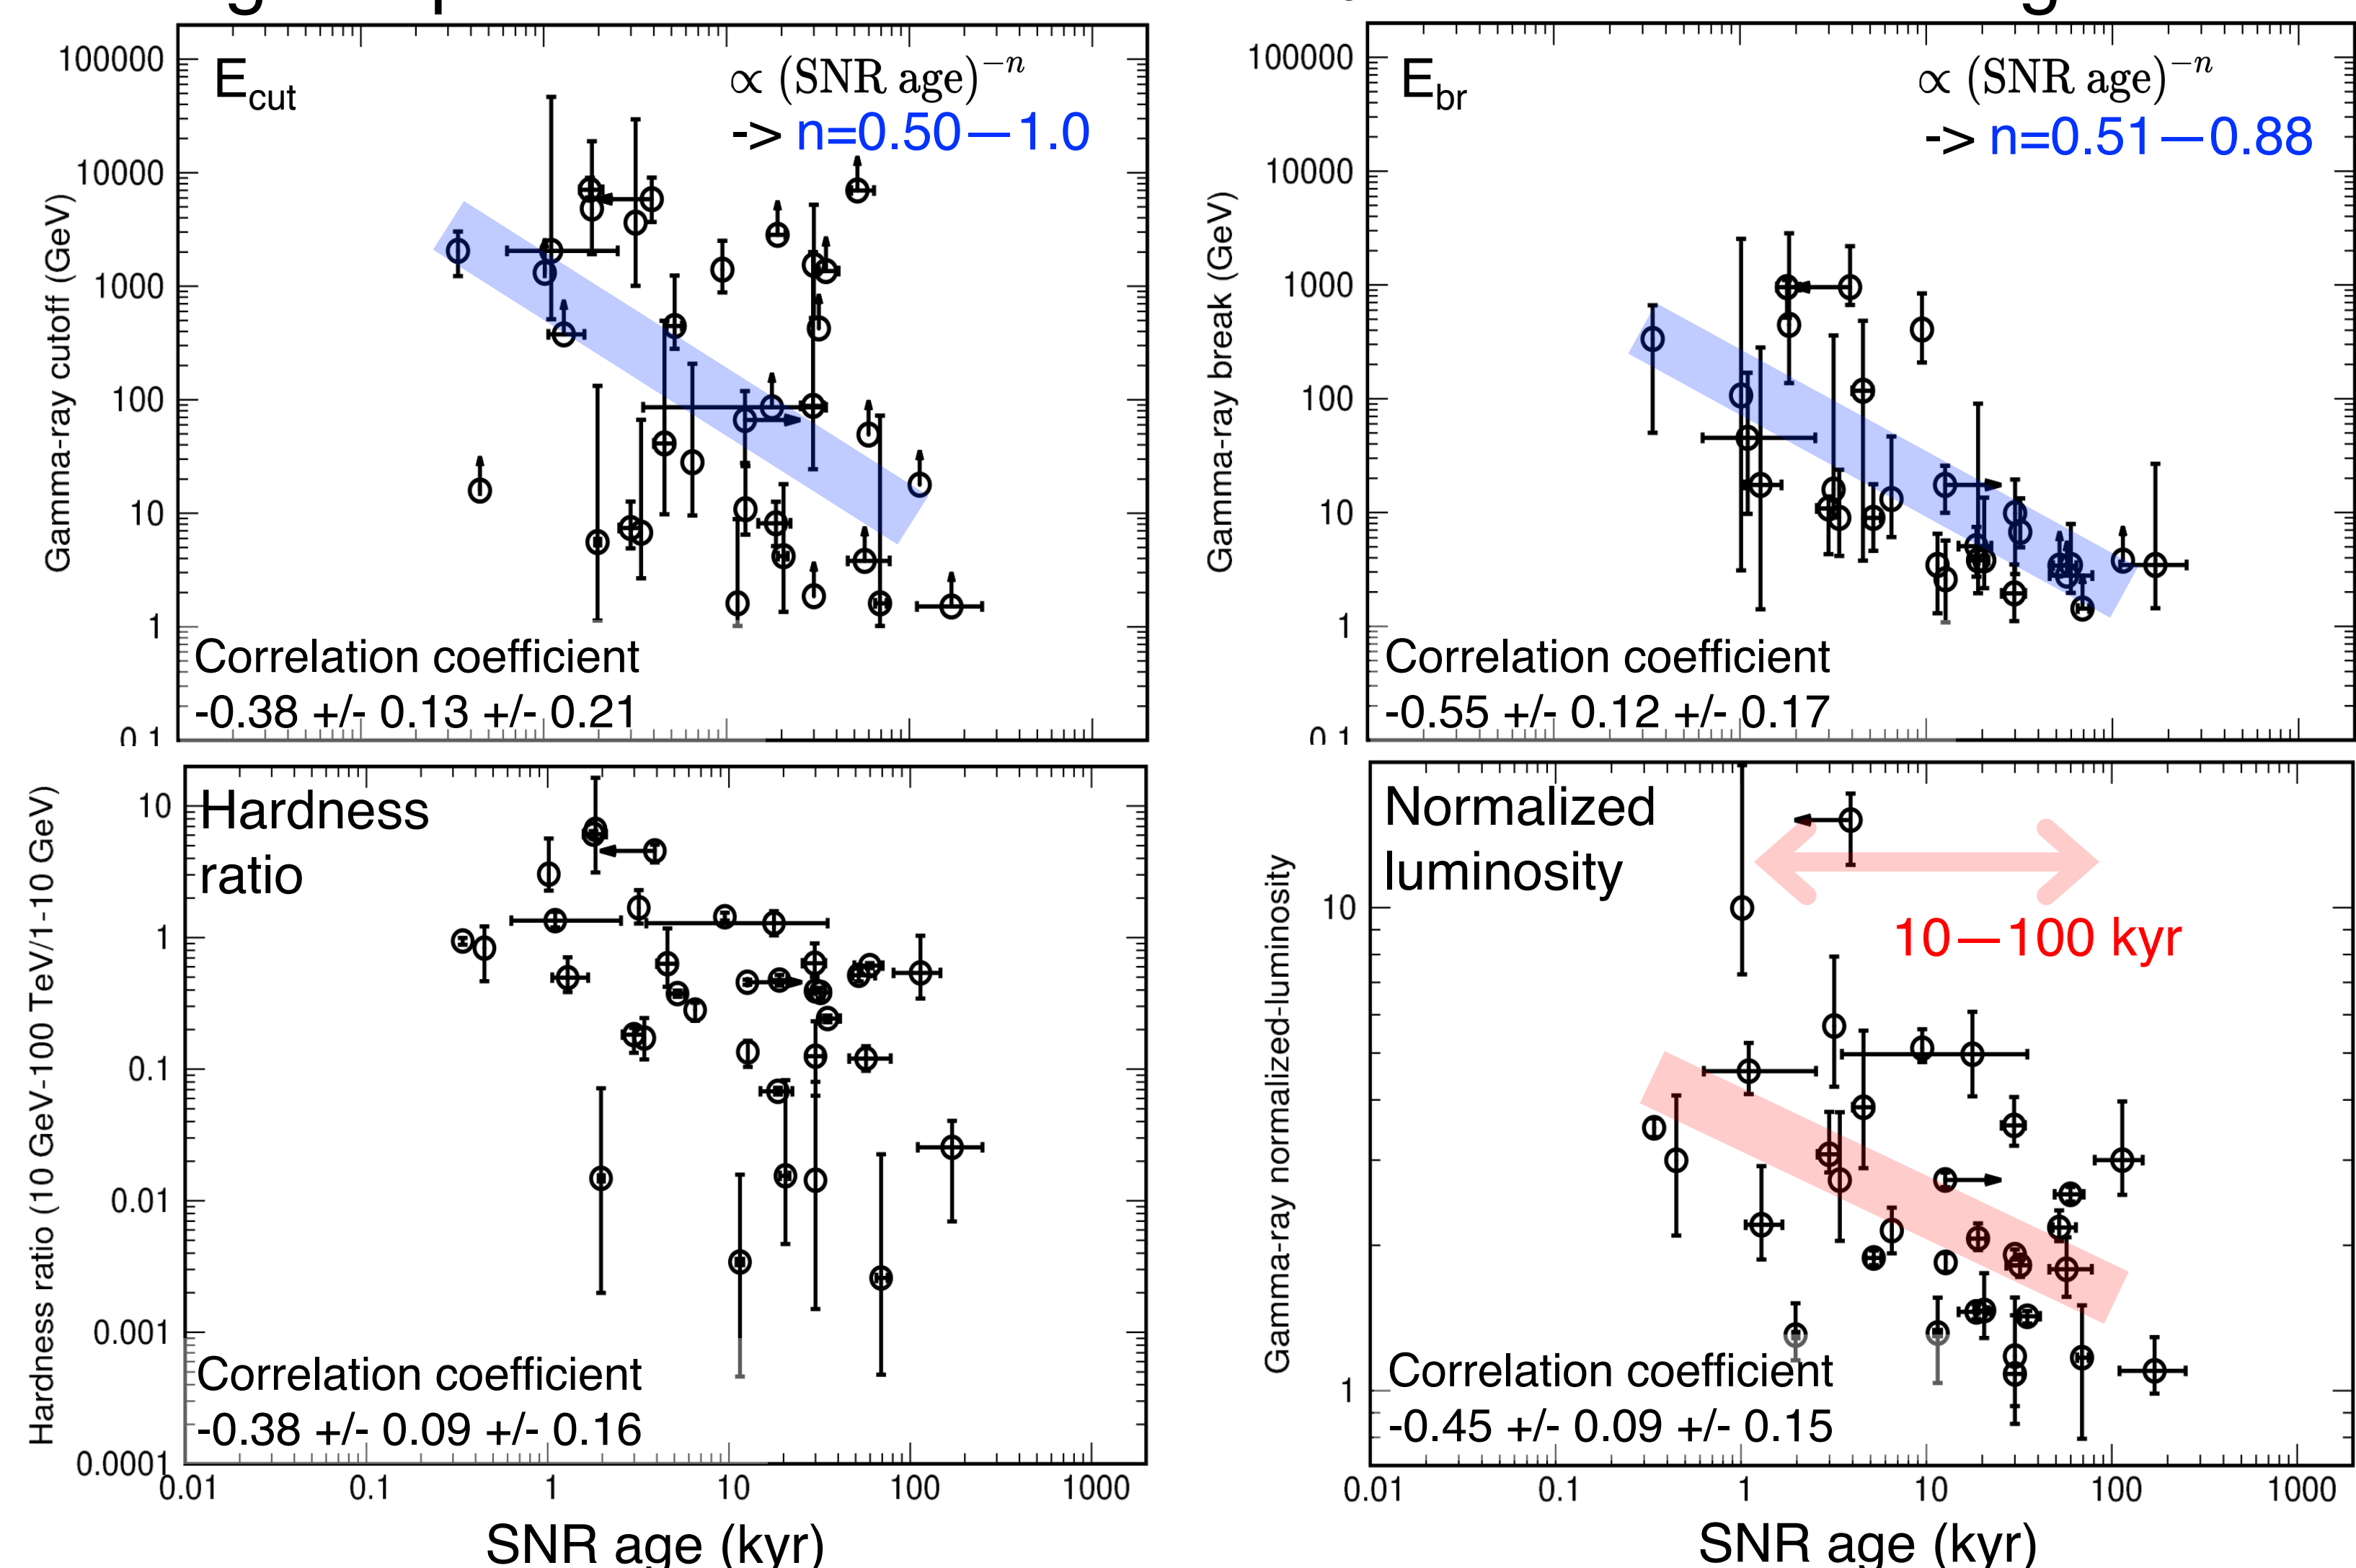 E_cut
∝ (SNR age)^−n
-> n=0.50—1.0
100000
10000
1000
100
10
1
0.1
Gamma-ray cutoff (GeV)
Correlation coefficient
-0.38 +/- 0.13 +/- 0.21
E_br
∝ (SNR age)^−n
-> n=0.51—0.88
100000
10000
1000
100
10
1
0.1
Gamma-ray break (GeV)
Correlation coefficient
-0.55 +/- 0.12 +/- 0.17
Hardness
ratio
10
1
0.1
0.01
0.001
0.0001
Hardness ratio (10 GeV-100 TeV/1-10 GeV)
Correlation coefficient
-0.38 +/- 0.09 +/- 0.16
0.01 0.1 1 10 100 1000
SNR age (kyr)
Normalized
luminosity
10—100 kyr
10
1
Gamma-ray normalized-luminosity
Correlation coefficient
-0.45 +/- 0.09 +/- 0.15
0.01 0.1 1 10 100 1000
SNR age (kyr)